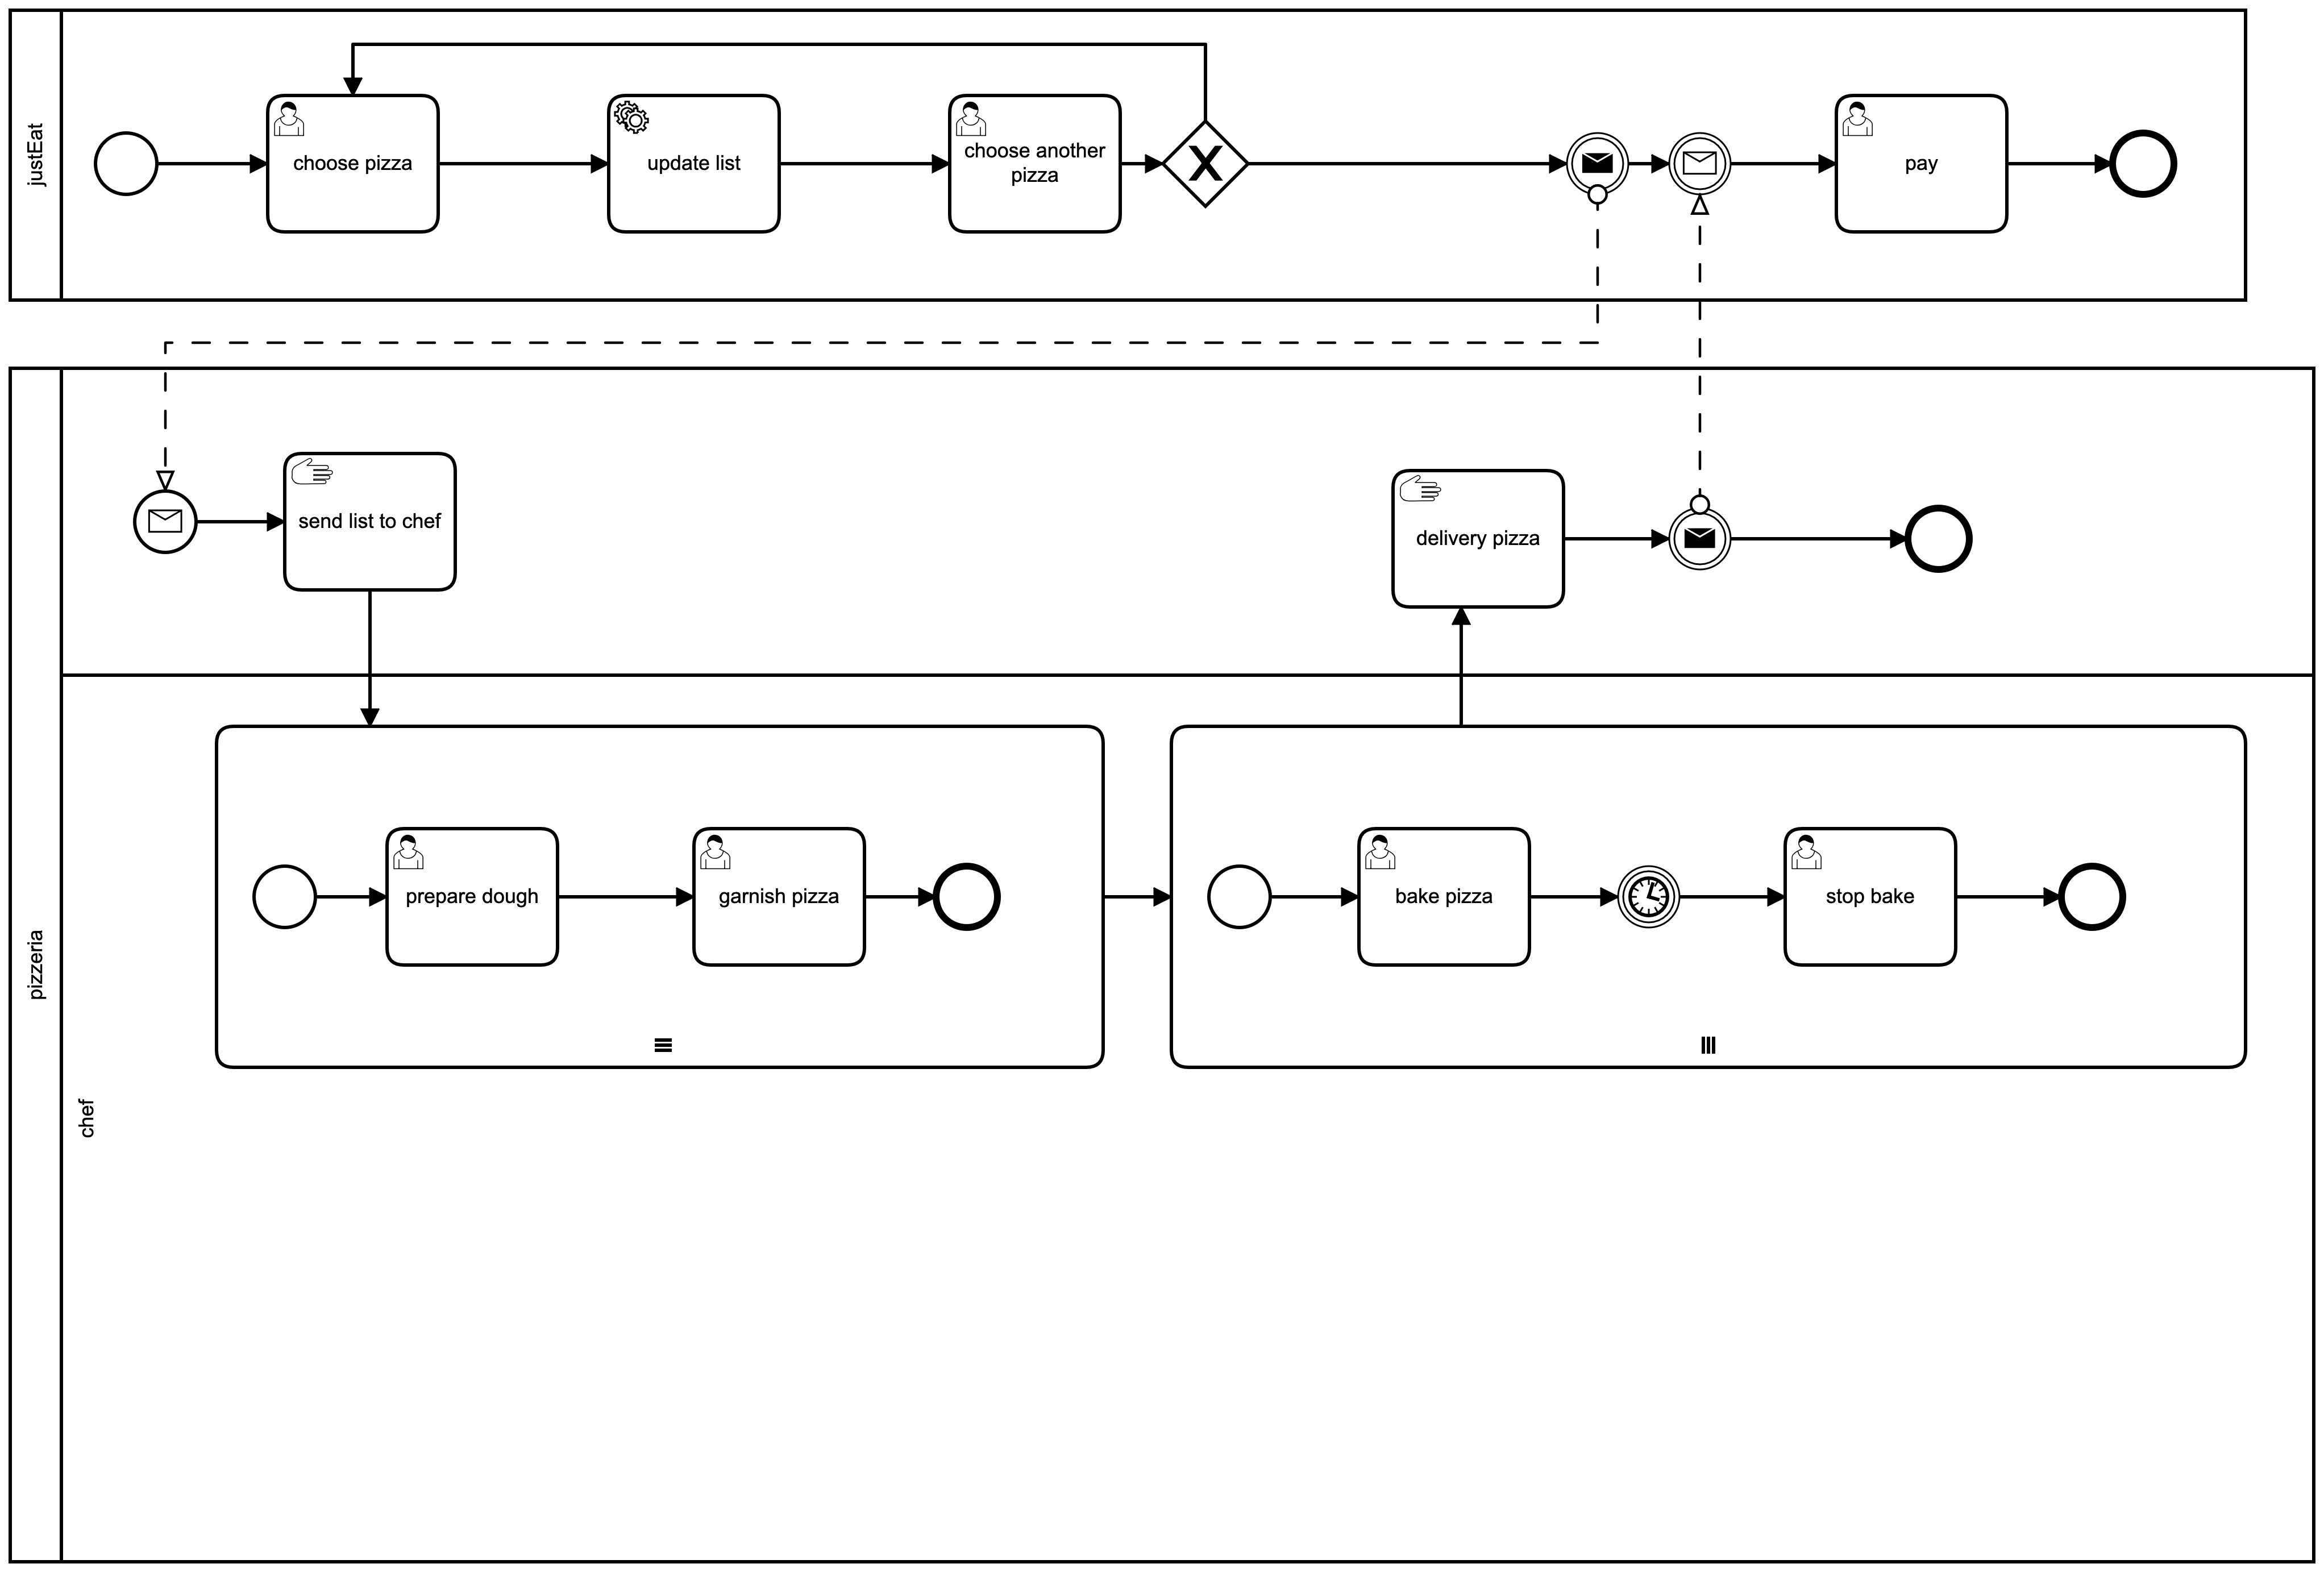 justEat
choose pizza
update list
choose another
pizza
X
pay
pizzeria
send list to chef
delivery pizza
chef
prepare dough
garnish pizza
bake pizza
stop bake